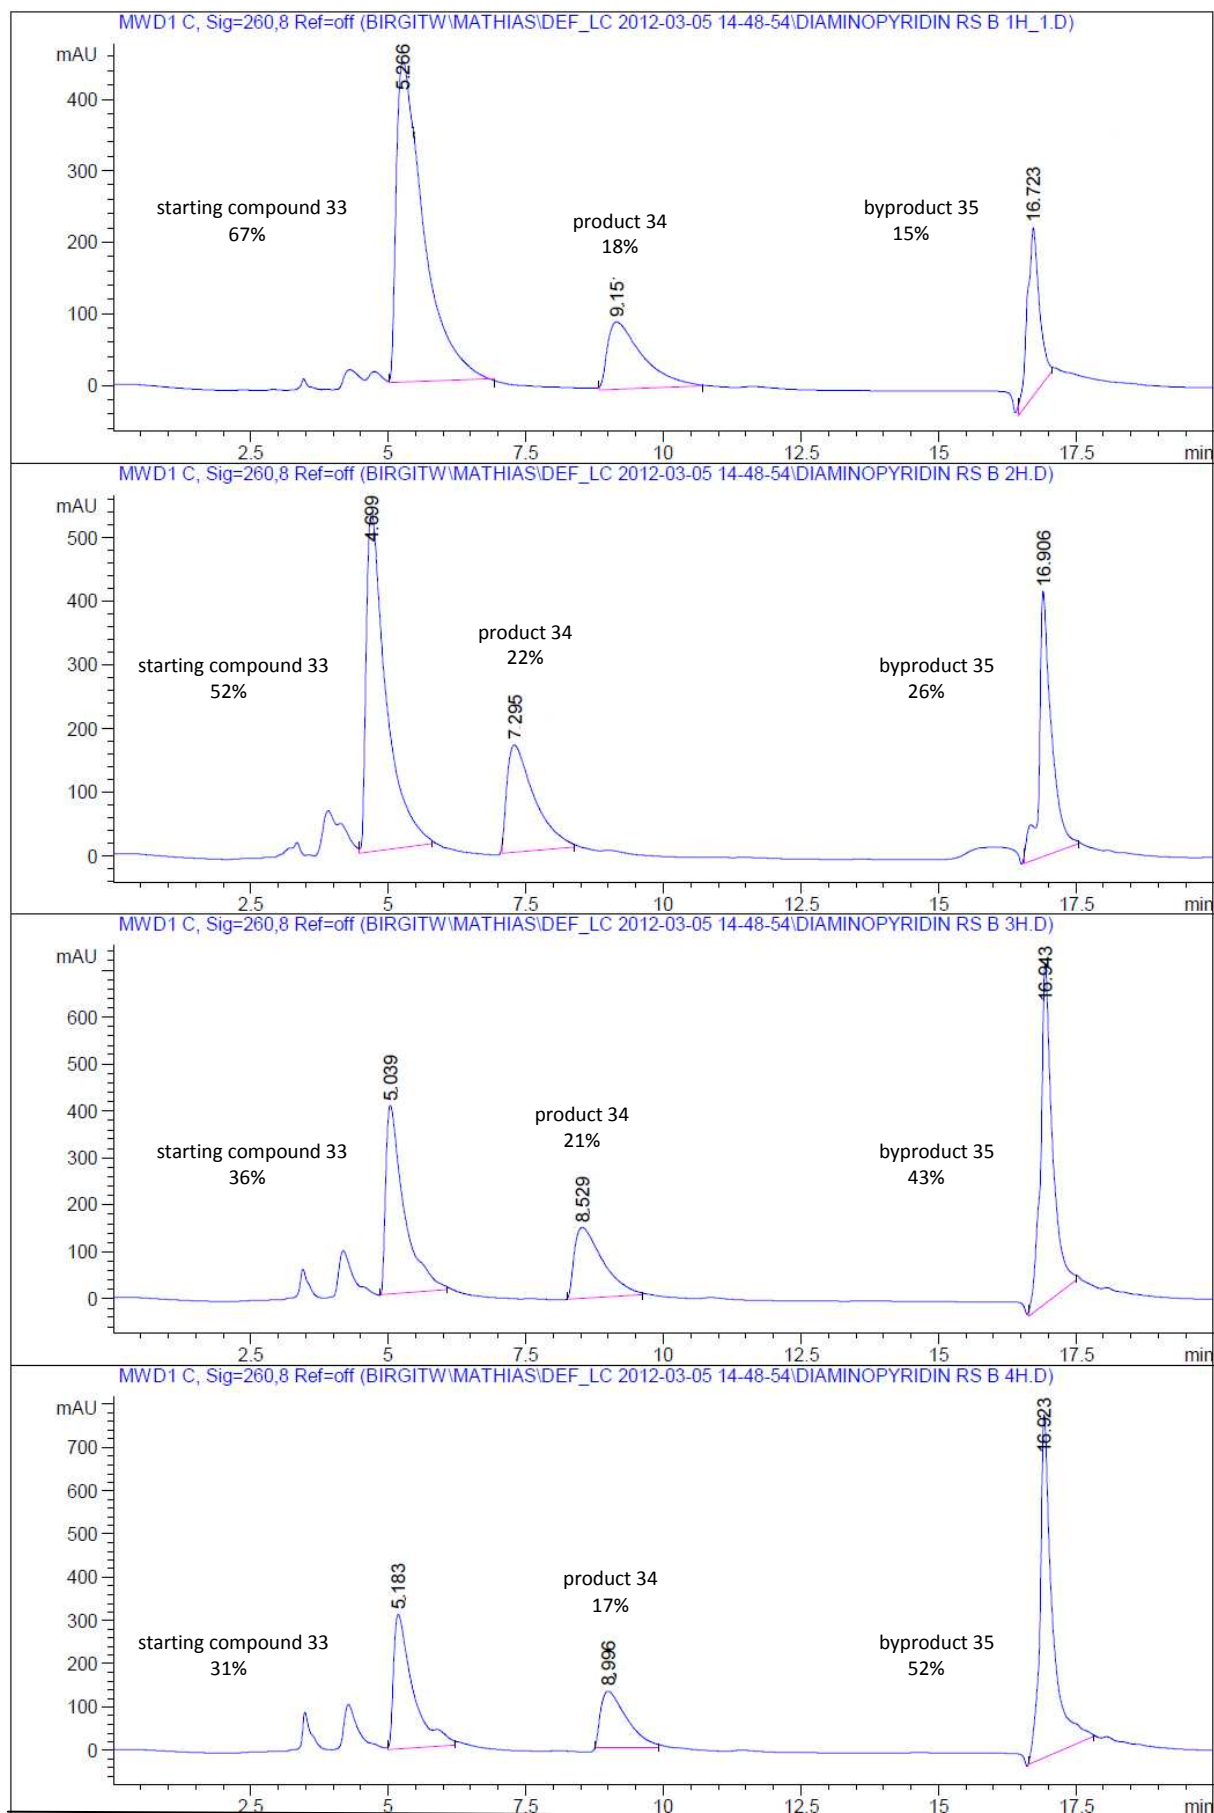 MWD1 C, Sig=260,8 Ref=off (BIRGITW\MATHIAS\DEF_LC 2012-03-05 14-48-54\DIAMINOPYRIDIN RS B 1H_1.D)
mAU
5.266
400
300
16.723
starting compound 33
67%
byproduct 35
15%
product 34
18%
200
9.15
100
0
2.5 5 7.5 10 12.5 15 17.5 min
MWD1 C, Sig=260,8 Ref=off (BIRGITW\MATHIAS\DEF_LC 2012-03-05 14-48-54\DIAMINOPYRIDIN RS B 2H.D)
mAU
4.699
500
16.906
400
product 34
22%
300
starting compound 33
52%
byproduct 35
26%
7.295
200
100
0
2.5 5 7.5 10 12.5 15 17.5 min
MWD1 C, Sig=260,8 Ref=off (BIRGITW\MATHIAS\DEF_LC 2012-03-05 14-48-54\DIAMINOPYRIDIN RS B 3H.D)
mAU
16.943
600
500
5.039
400
product 34
21%
300
starting compound 33
36%
byproduct 35
43%
8.529
200
100
0
2.5 5 7.5 10 12.5 15 17.5 min
MWD1 C, Sig=260,8 Ref=off (BIRGITW\MATHIAS\DEF_LC 2012-03-05 14-48-54\DIAMINOPYRIDIN RS B 4H.D)
mAU
16.923
700
600
500
5.183
400
product 34
17%
300
starting compound 33
31%
byproduct 35
52%
8.996
200
100
0
2.5 5 7.5 10 12.5 15 17.5 min